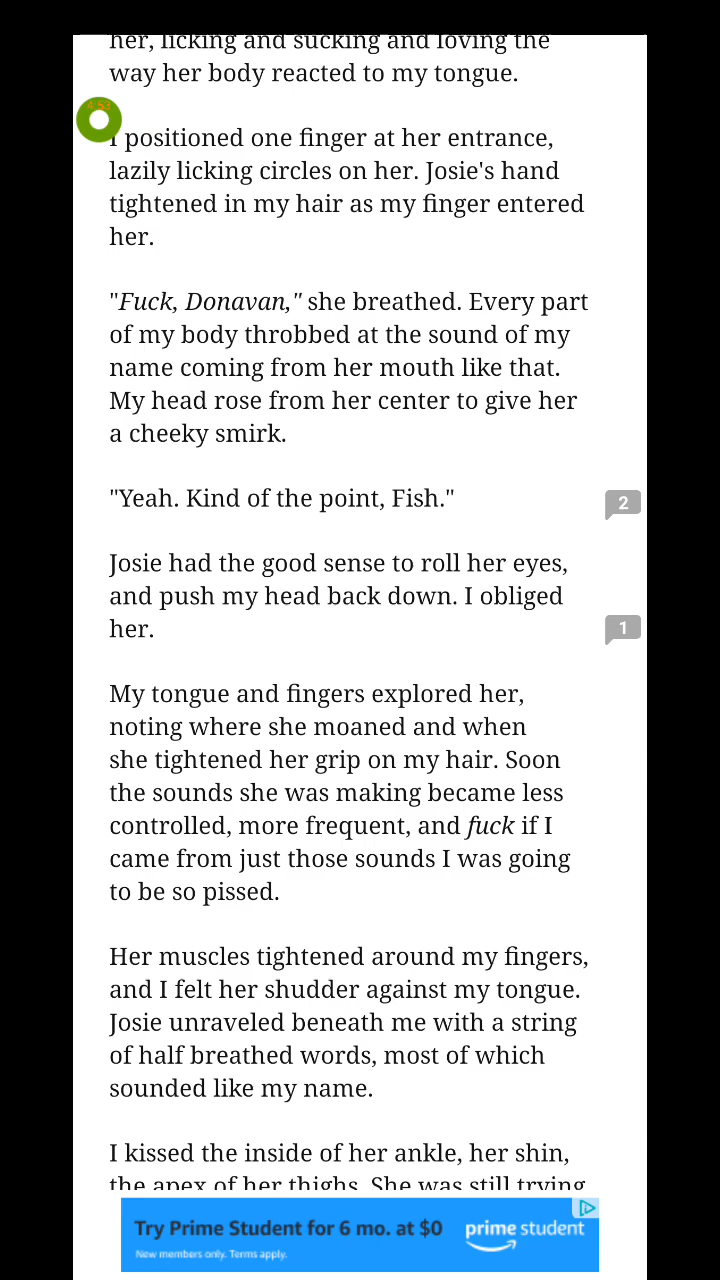 her, licking and sucking and loving the
way her body reacted to my tongue.
4:53
I positioned one finger at her entrance,
lazily licking circles on her. Josie's hand
tightened in my hair as my finger entered
her.
"Fuck, Donavan," she breathed. Every part
of my body throbbed at the sound of my
name coming from her mouth like that.
My head rose from her center to give her
a cheeky smirk.
"Yeah. Kind of the point, Fish."
2
Josie had the good sense to roll her eyes,
and push my head back down. I obliged
her.
1
My tongue and fingers explored her,
noting where she moaned and when
she tightened her grip on my hair. Soon
the sounds she was making became less
controlled, more frequent, and fuck if I
came from just those sounds I was going
to be so pissed.
Her muscles tightened around my fingers,
and I felt her shudder against my tongue.
Josie unraveled beneath me with a string
of half breathed words, most of which
sounded like my name.
I kissed the inside of her ankle, her shin,
the apex of her thighs. She was still trying
Try Prime Student for 6 mo. at $0
New members only. Terms apply.
prime student